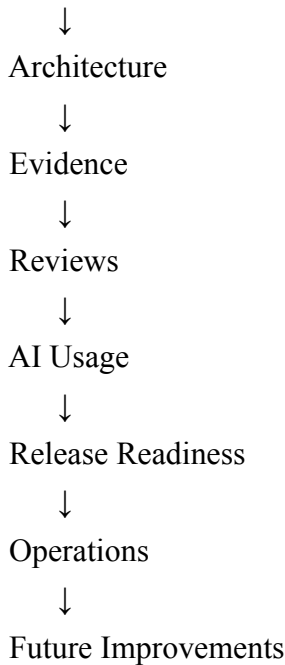 ↓
Architecture
↓
Evidence
↓
Reviews
↓
AI Usage
↓
Release Readiness
↓
Operations
↓
Future Improvements